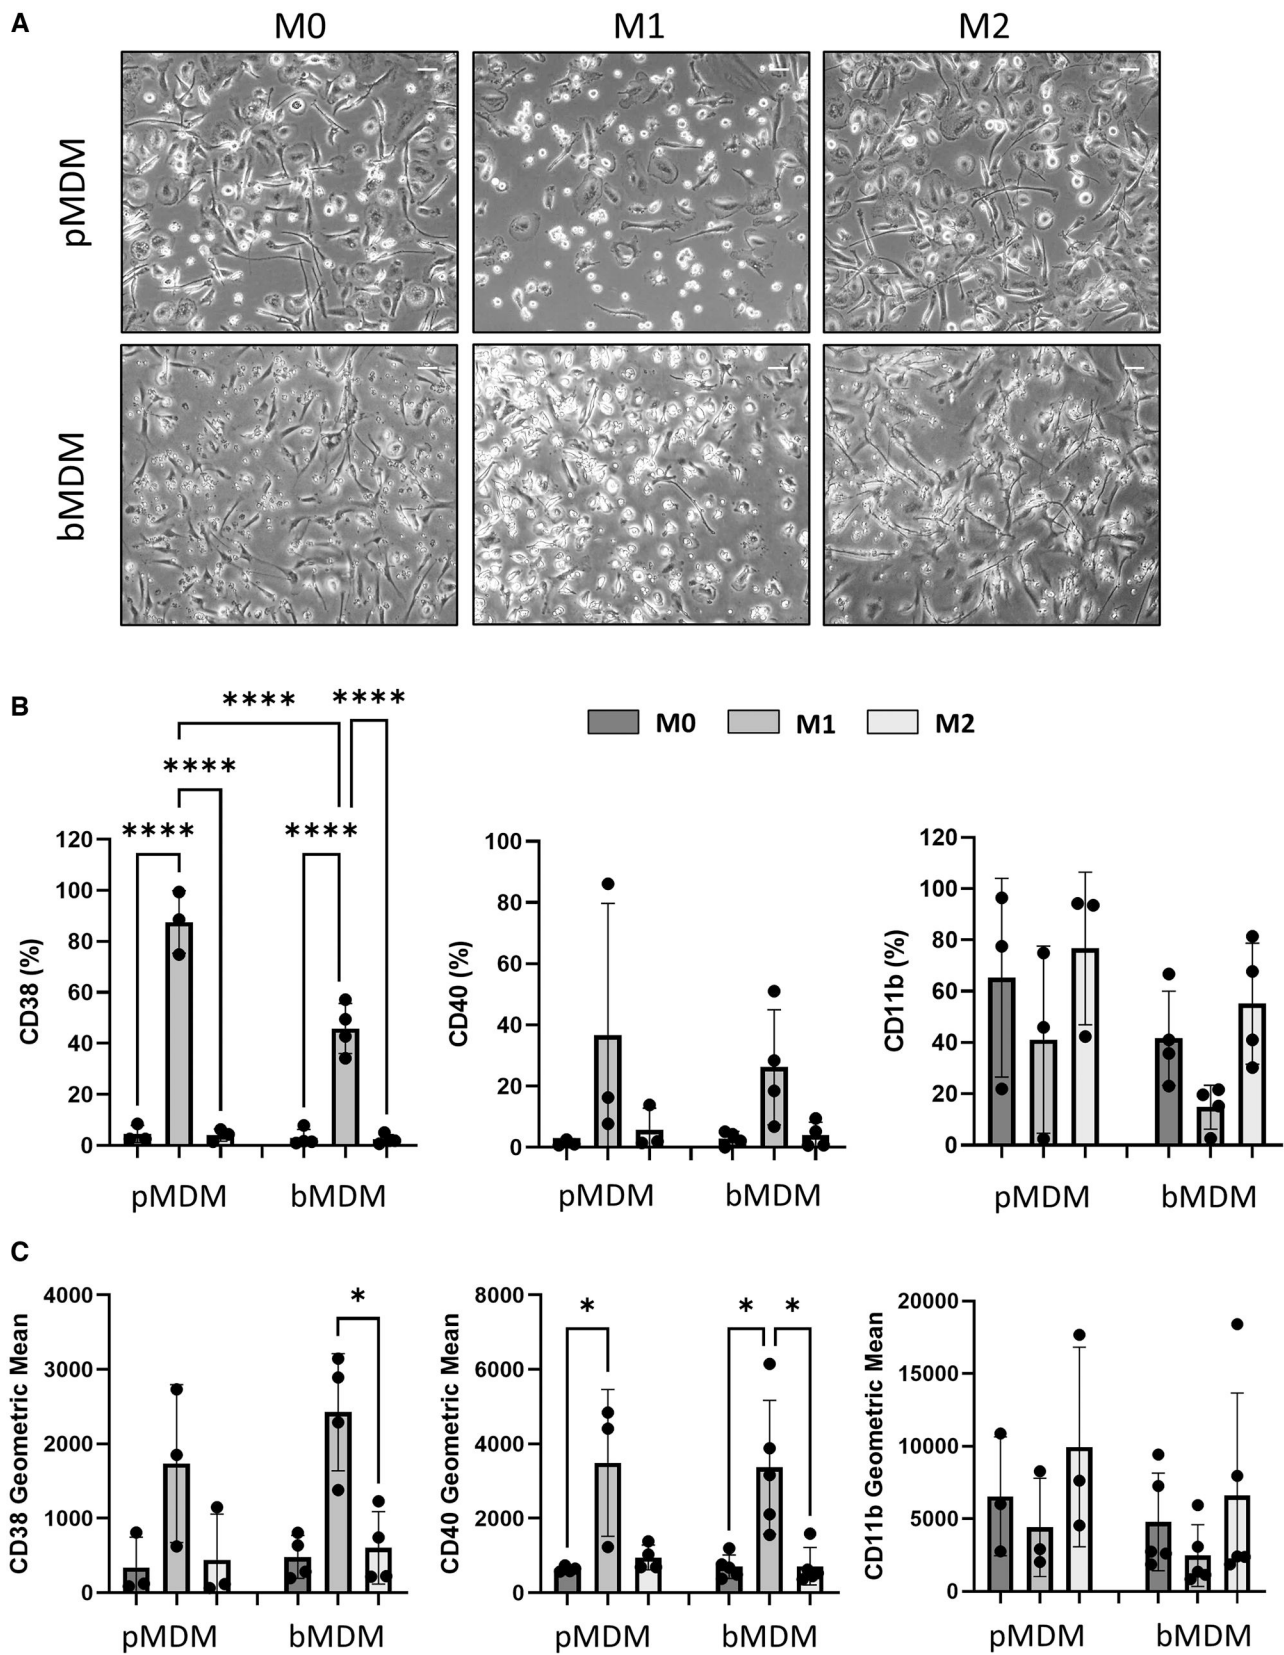 A
M0 M1 M2
pMDM
bMDM
B
**** ****
****
**** ****
M0 M1 M2
CD38 (%)
120
100
80
60
40
20
0
pMDM bMDM
CD40 (%)
100
80
60
40
20
0
pMDM bMDM
CD11b (%)
120
100
80
60
40
20
0
pMDM bMDM
C
CD38 Geometric Mean
4000
3000
2000
1000
0
*
pMDM bMDM
CD40 Geometric Mean
8000
6000
4000
2000
0
* * *
pMDM bMDM
CD11b Geometric Mean
20000
15000
10000
5000
0
pMDM bMDM